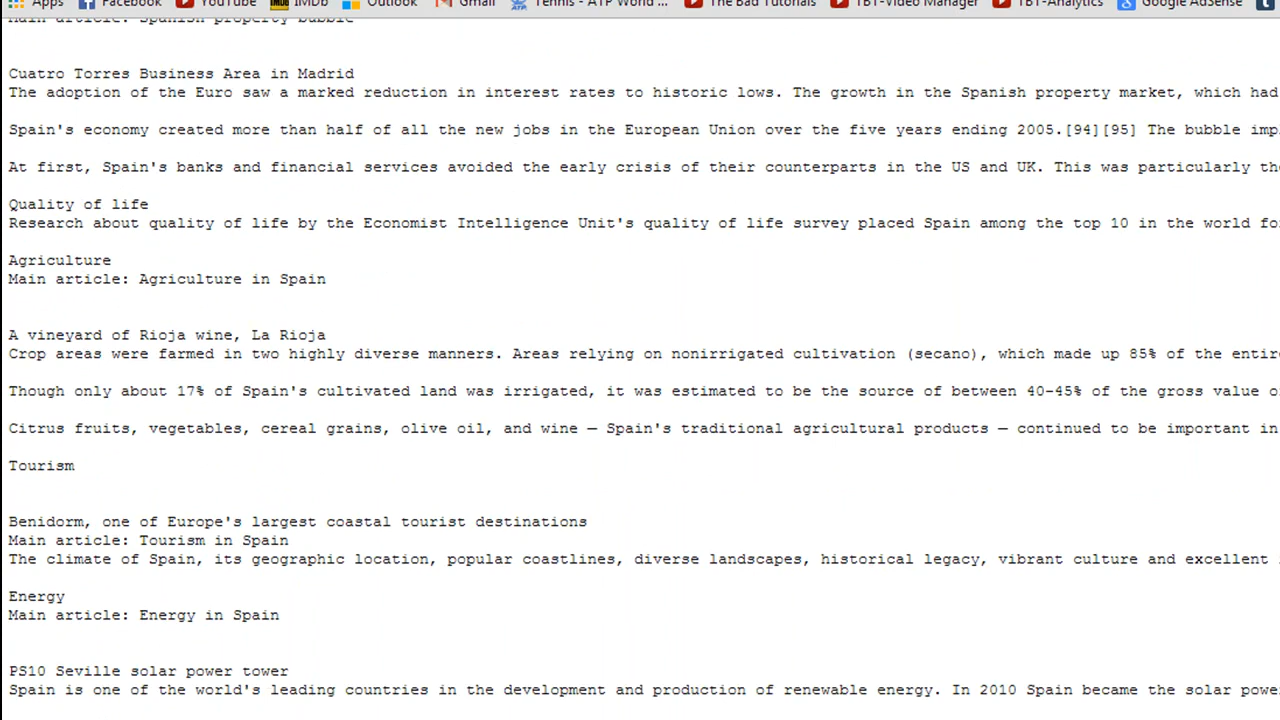 Apps Facebook YouTube IMDb Outlook Gmail Tennis - ATP World ... The Bad Tutorials TBT-Video Manager TBT-Analytics Google AdSense
Main article: Spanish property bubble
Cuatro Torres Business Area in Madrid
The adoption of the Euro saw a marked reduction in interest rates to historic lows. The growth in the Spanish property market, which had
Spain's economy created more than half of all the new jobs in the European Union over the five years ending 2005.[94][95] The bubble imp
At first, Spain's banks and financial services avoided the early crisis of their counterparts in the US and UK. This was particularly th
Quality of life
Research about quality of life by the Economist Intelligence Unit's quality of life survey placed Spain among the top 10 in the world fo
Agriculture
Main article: Agriculture in Spain
A vineyard of Rioja wine, La Rioja
Crop areas were farmed in two highly diverse manners. Areas relying on nonirrigated cultivation (secano), which made up 85% of the entire
Though only about 17% of Spain's cultivated land was irrigated, it was estimated to be the source of between 40-45% of the gross value o
Citrus fruits, vegetables, cereal grains, olive oil, and wine — Spain's traditional agricultural products — continued to be important in
Tourism
Benidorm, one of Europe's largest coastal tourist destinations
Main article: Tourism in Spain
The climate of Spain, its geographic location, popular coastlines, diverse landscapes, historical legacy, vibrant culture and excellent
Energy
Main article: Energy in Spain
PS10 Seville solar power tower
Spain is one of the world's leading countries in the development and production of renewable energy. In 2010 Spain became the solar powe